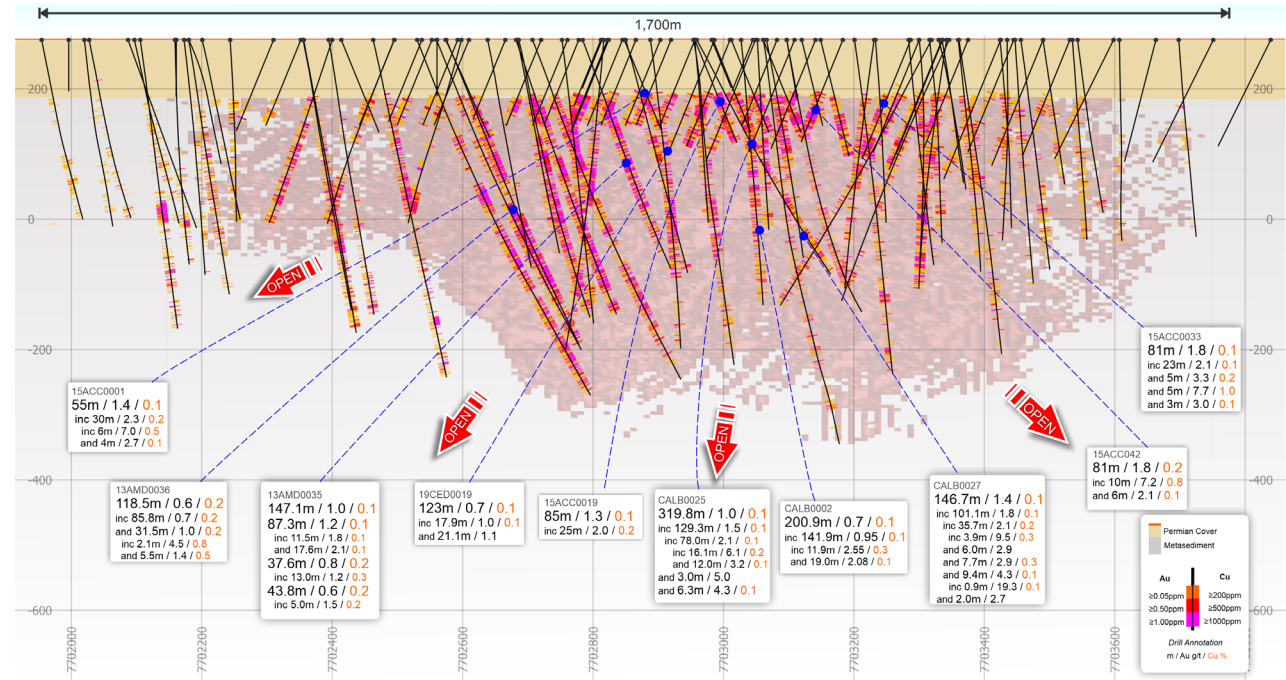 1,700m
200
0
0
-200
-200
-400
-400
-600
-600
OPEN
OPEN
OPEN
OPEN
15ACC0001
55m / 1.4 / 0.1
inc 30m / 2.3 / 0.2
inc 6m / 7.0 / 0.5
and 4m / 2.7 / 0.1
13AMD0036
118.5m / 0.6 / 0.2
inc 85.8m / 0.7 / 0.2
and 31.5m / 1.0 / 0.2
inc 2.1m / 4.5 / 0.8
and 5.5m / 1.4 / 0.5
13AMD0035
147.1m / 1.0 / 0.1
87.3m / 1.2 / 0.1
inc 11.5m / 1.8 / 0.1
and 17.6m / 2.1/ 0.1
37.6m / 0.8 / 0.2
inc 13.0m / 1.2 / 0.3
43.8m / 0.6 / 0.2
inc 5.0m / 1.5 / 0.2
19CED0019
123m / 0.7 / 0.1
inc 17.9m / 1.0 / 0.1
and 21.1m / 1.1
15ACC0019
85m / 1.3 / 0.1
inc 25m / 2.0 / 0.2
CALB0025
319.8m / 1.0 / 0.1
inc 129.3m / 1.5 / 0.1
inc 78.0m / 2.1 / 0.1
inc 16.1m / 6.1 / 0.2
and 12.0m / 3.2 / 0.1
and 3.0m / 5.0
and 6.3m / 4.3 / 0.1
CALB0002
200.9m / 0.7 / 0.1
inc 141.9m / 0.95 / 0.1
inc 11.9m / 2.55 / 0.3
and 19.0m / 2.08 / 0.1
CALB0027
146.7m / 1.4 / 0.1
inc 101.1m / 1.8 / 0.1
inc 35.7m / 2.1 / 0.2
inc 3.9m / 9.5 / 0.3
and 6.0m / 2.9
and 7.7m / 2.9 / 0.3
and 9.4m / 4.3 / 0.1
inc 0.9m / 19.3 / 0.1
and 2.0m / 2.7
15ACC0033
81m / 1.8 / 0.1
inc 23m / 2.1 / 0.1
and 5m / 3.3 / 0.2
and 5m / 7.7 / 1.0
and 3m / 3.0 / 0.1
15ACC042
81m / 1.8 / 0.2
inc 10m / 7.2 / 0.8
and 6m / 2.1 / 0.1
Permian Cover
Metasediment
Au Cu
≥0.05ppm ≥200ppm
≥0.50ppm ≥500ppm
≥1.00ppm ≥1000ppm
Drill Annotation
m / Au g/t / Cu %
7702000
7702200
7702400
7702600
7702800
7703000
7703200
7703400
7703600